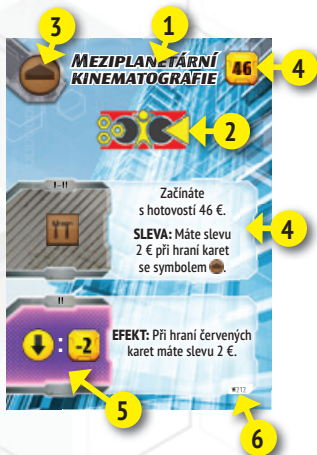 3
1
MEZIPLANETÁRNÍ
KINEMATOGRAFIE
46
4
2
I–II
Začínáte
s hotovostí 46 €.
SLEVA: Máte slevu
2 € při hraní karet
se symbolem .
4
II
: -2
EFEKT: Při hraní červených
karet máte slevu 2 €.
5
6